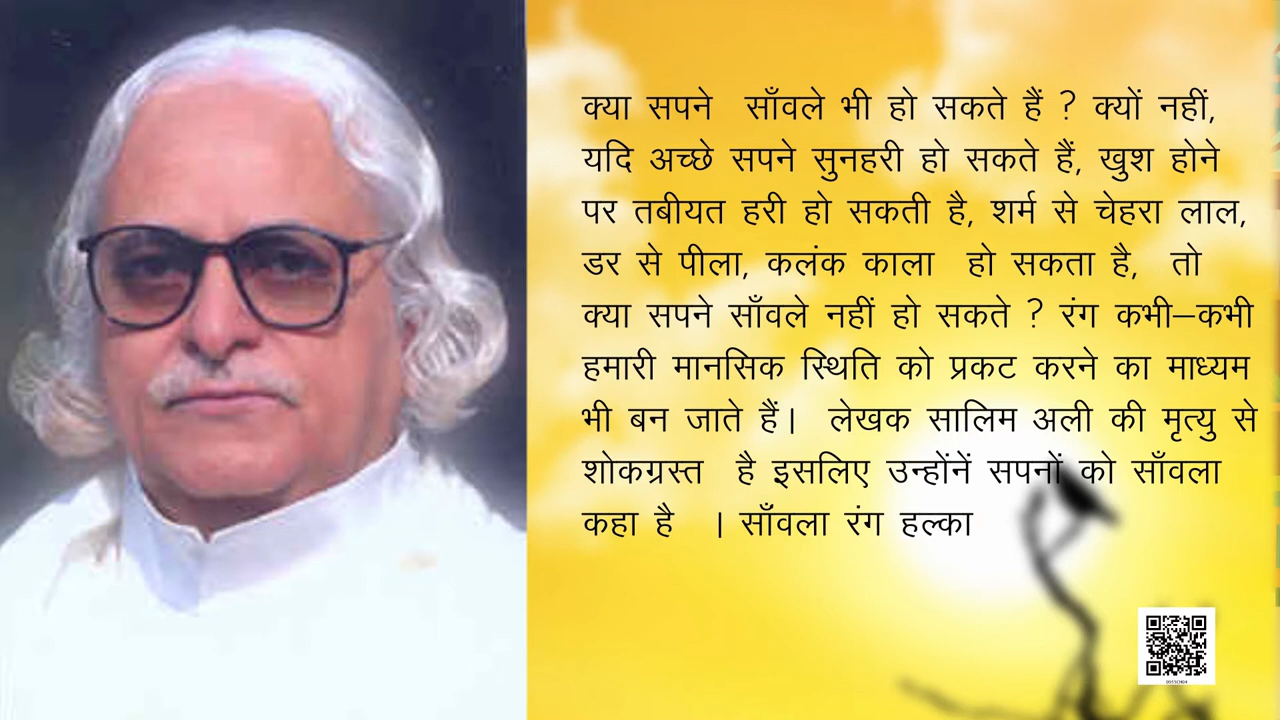 क्या सपने साँवले भी हो सकते हैं ? क्यों नहीं,
यदि अच्छे सपने सुनहरी हो सकते हैं, खुश होने
पर तबीयत हरी हो सकती है, शर्म से चेहरा लाल,
डर से पीला, कलंक काला हो सकता है, तो
क्या सपने साँवले नहीं हो सकते ? रंग कभी–कभी
हमारी मानसिक स्थिति को प्रकट करने का माध्यम
भी बन जाते हैं। लेखक सालिम अली की मृत्यु से
शोकग्रस्त है इसलिए उन्होंनें सपनों को साँवला
कहा है । साँवला रंग हल्का